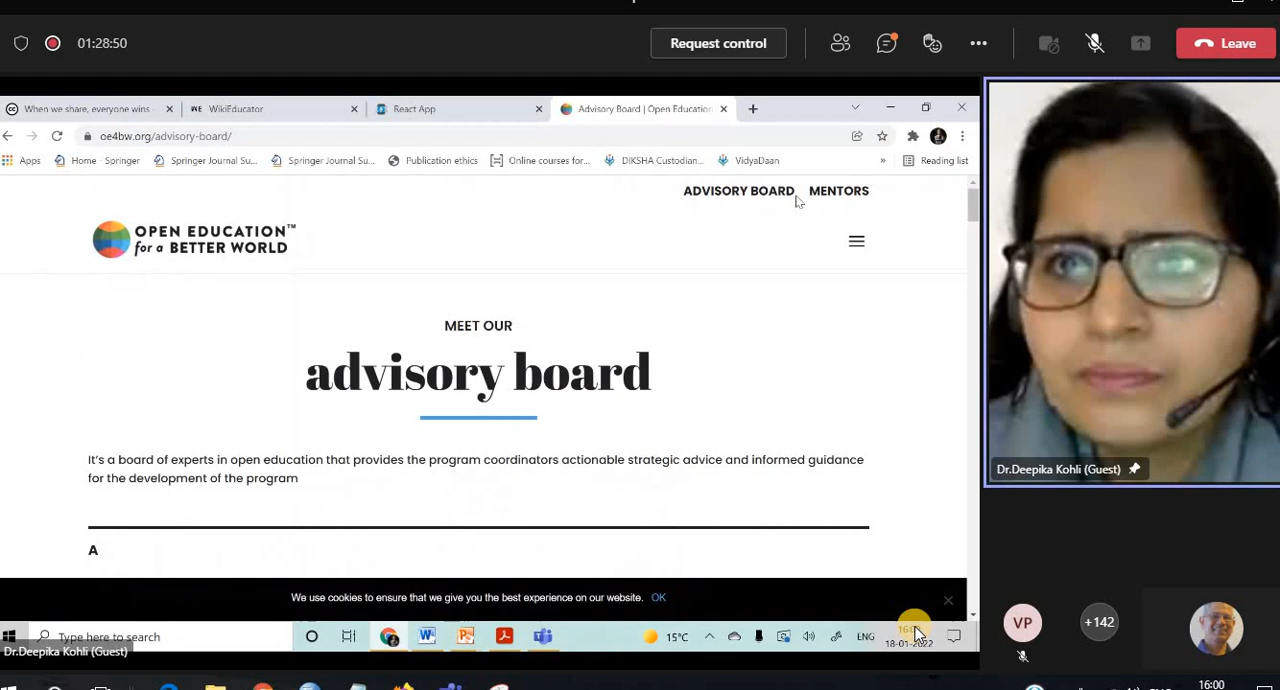 01:28:50
Request control
Leave
When we share, everyone wins
WikiEducator
React App
Advisory Board | Open Education
oe4bw.org/advisory-board/
Apps
Home - Springer
Springer Journal Su...
Springer Journal Su...
Publication ethics
Online courses for...
DIKSHA Custodian...
VidyaDaan
»
Reading list
ADVISORY BOARD
MENTORS
OPEN EDUCATION™
for a BETTER WORLD
MEET OUR
advisory board
It's a board of experts in open education that provides the program coordinators actionable strategic advice and informed guidance
for the development of the program
A
We use cookies to ensure that we give you the best experience on our website. OK
Dr.Deepika Kohli (Guest)
VP
+142
Type here to search
15°C
ENG
18-01-2022
Dr.Deepika Kohli (Guest)
16:00